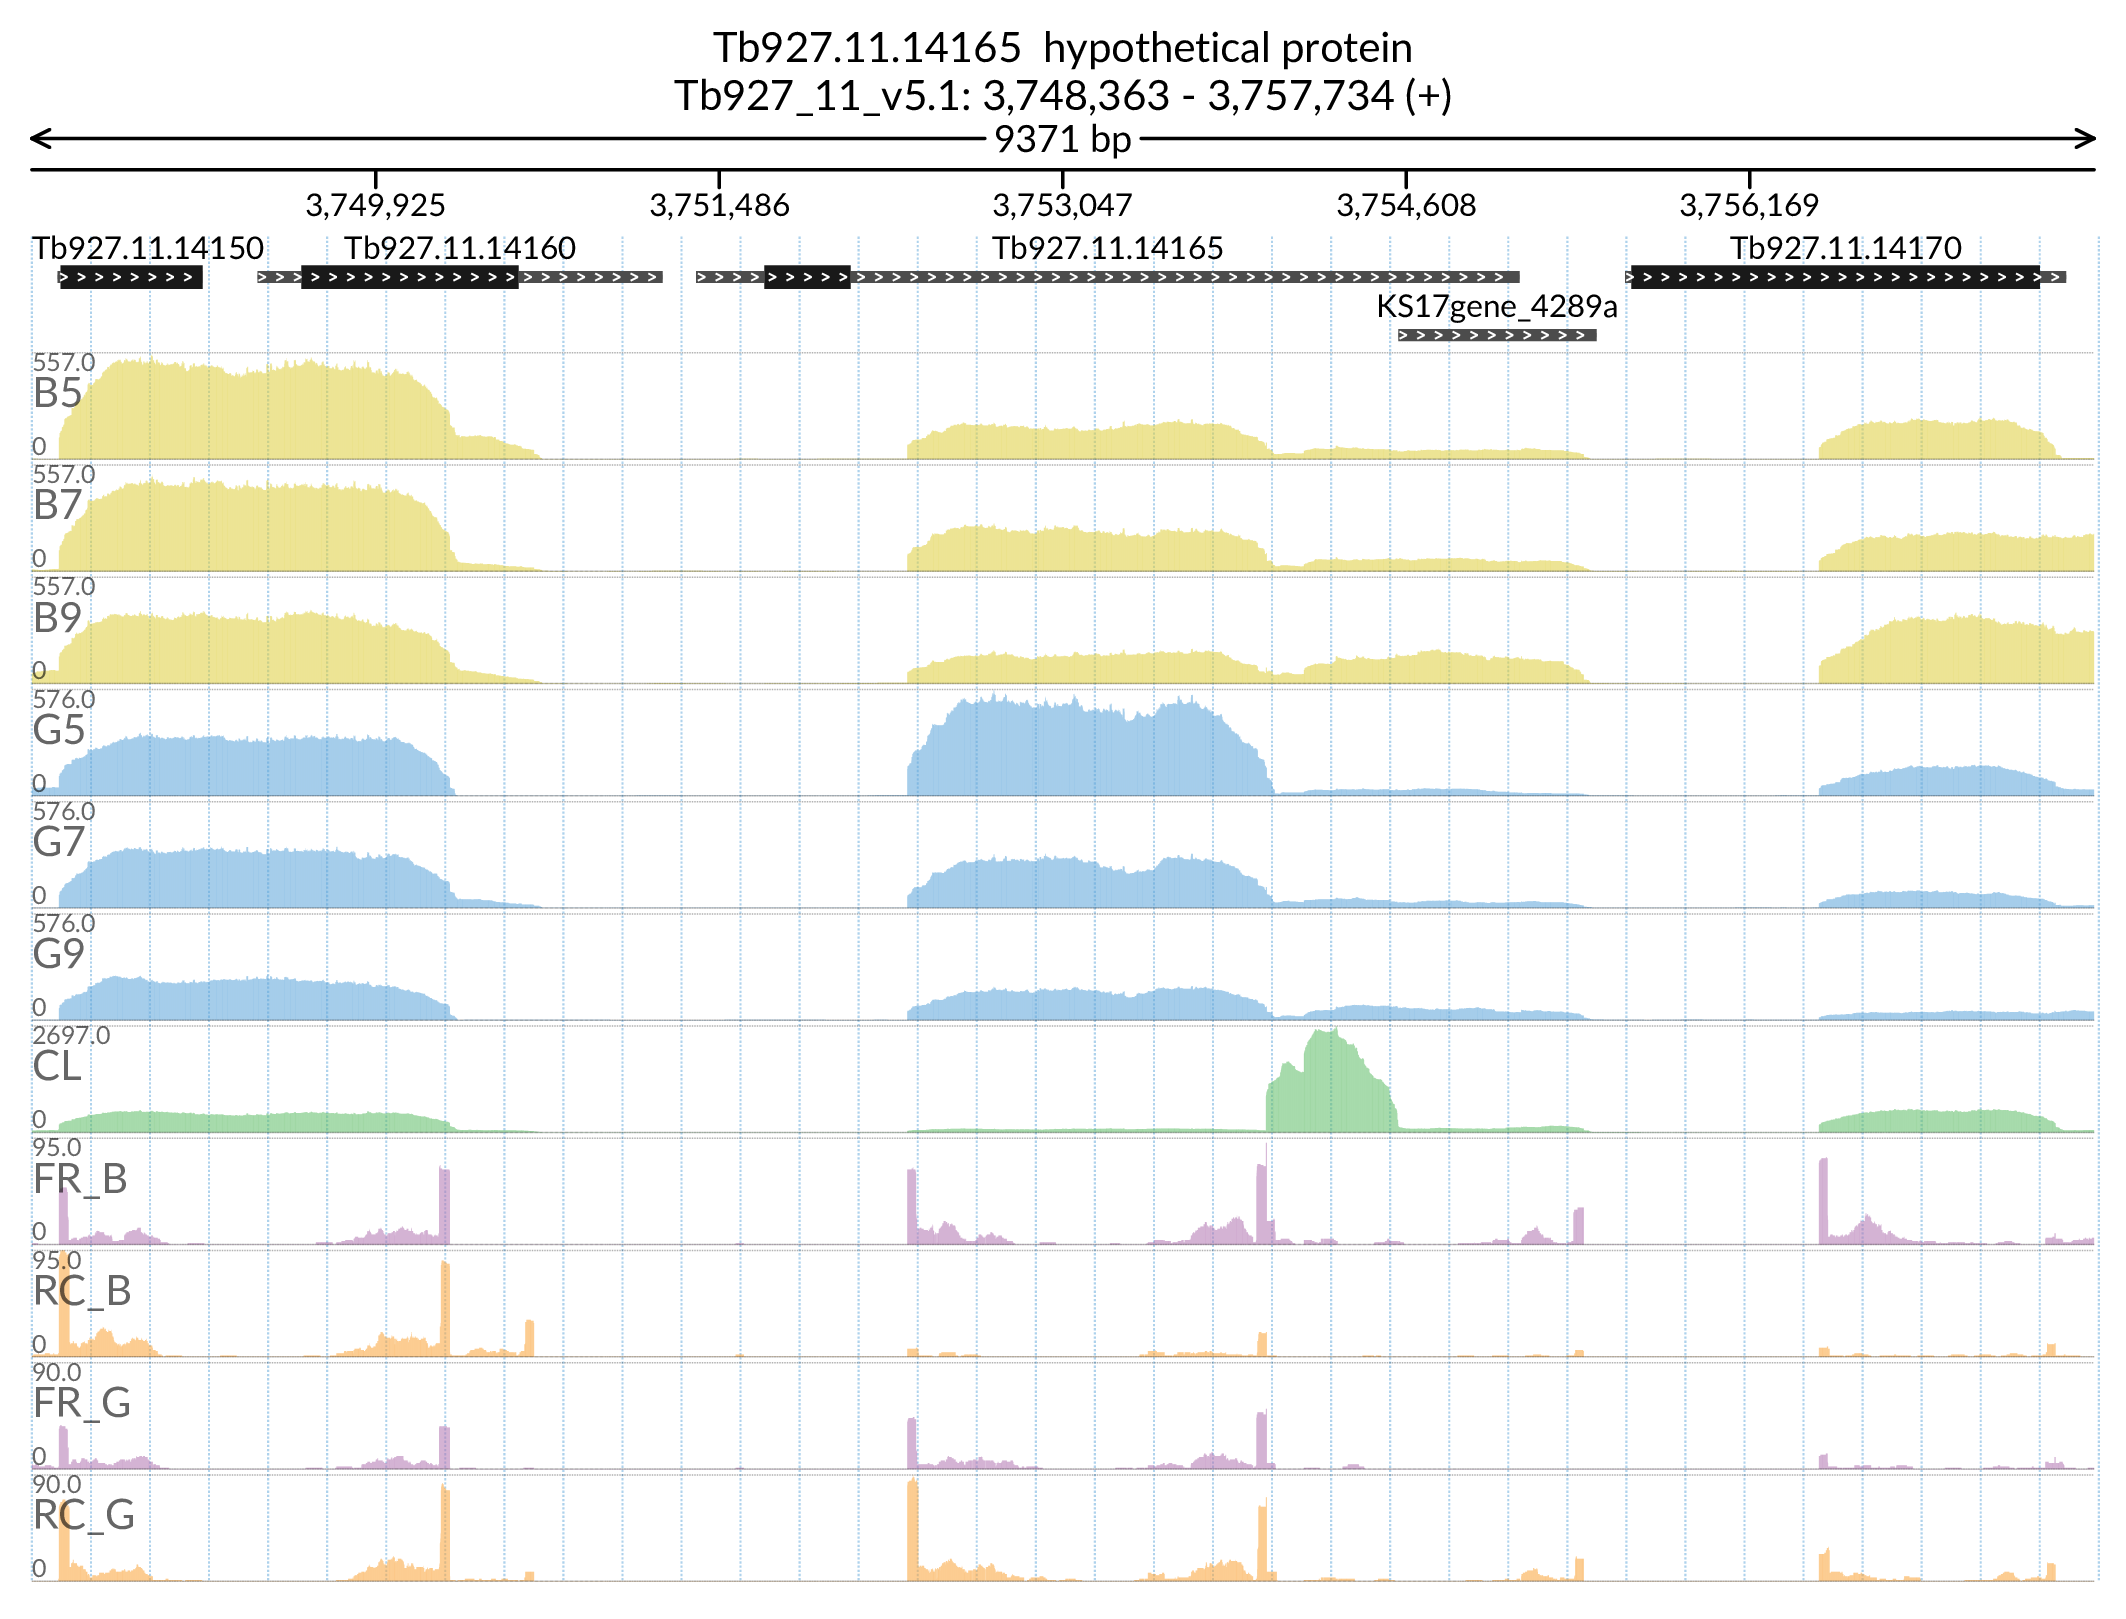 Tb927.11.14165  hypothetical protein
Tb927_11_v5.1: 3,748,363 - 3,757,734 (+)
9371 bp
3,749,925 3,751,486 3,753,047 3,754,608 3,756,169
Tb927.11.14150 Tb927.11.14160 Tb927.11.14165 Tb927.11.14170
KS17gene_4289a
557.0
B5
0
557.0
B7
0
557.0
B9
0
576.0
G5
0
576.0
G7
0
576.0
G9
0
2697.0
CL
0
95.0
FR_B
0
95.0
RC_B
0
90.0
FR_G
0
90.0
RC_G
0